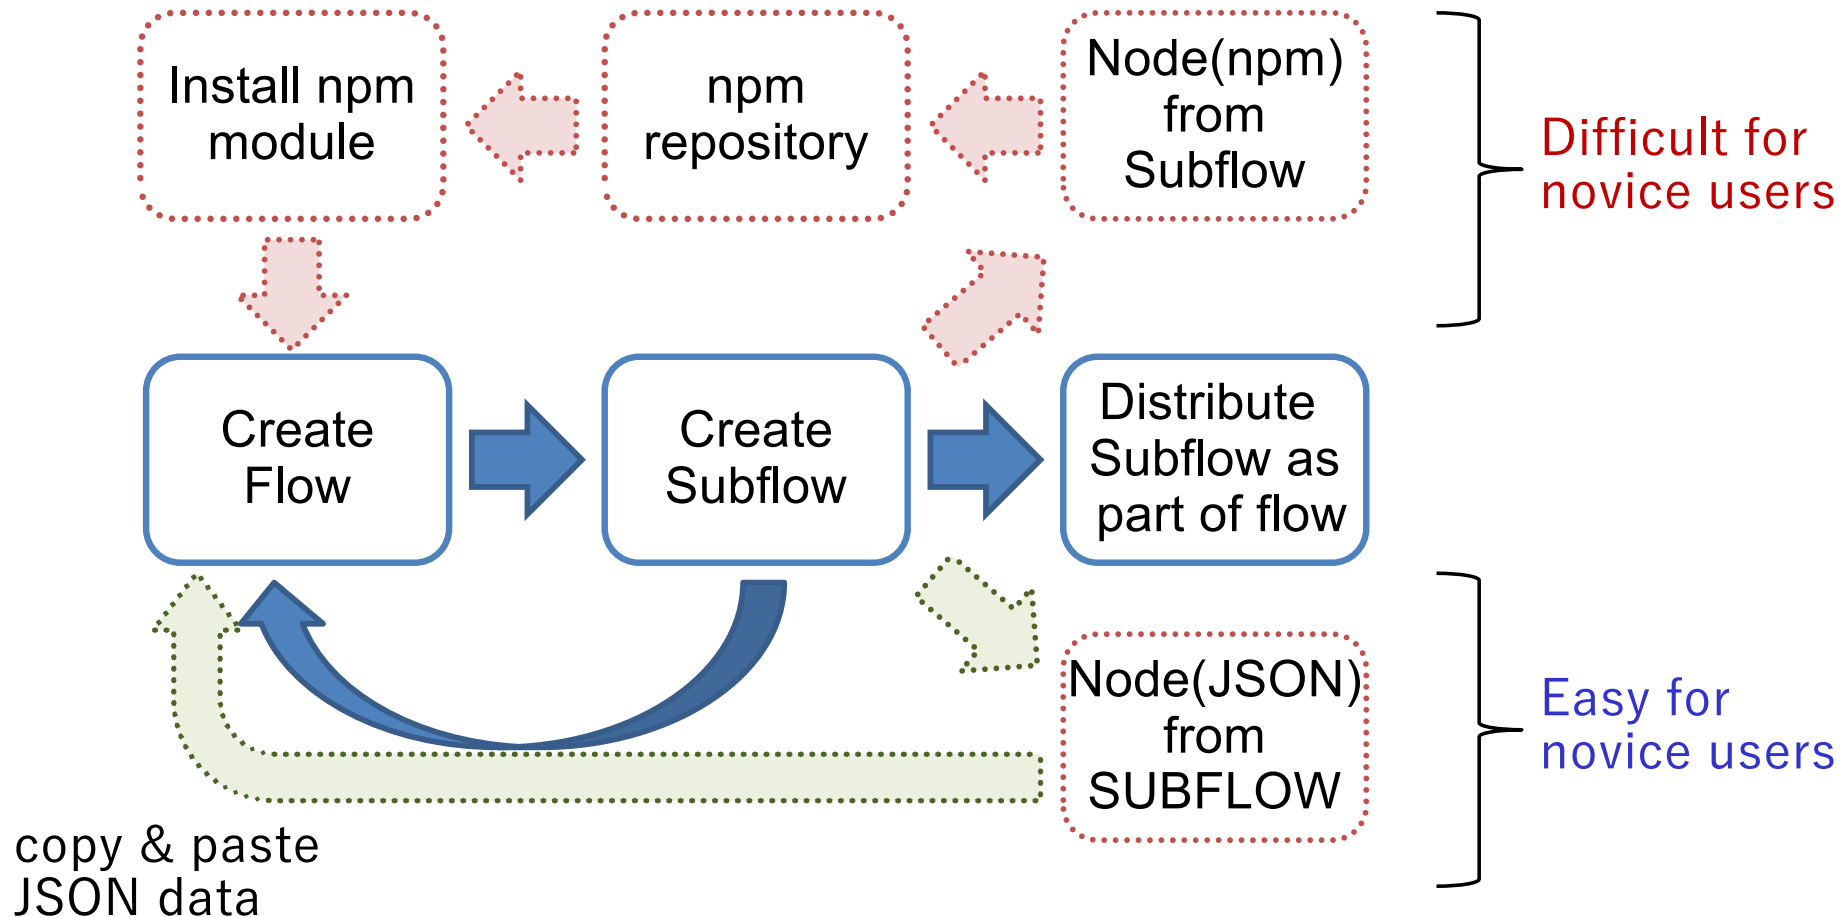 Install npm
module
npm
repository
Node(npm)
from
Subflow
Difficult for
novice users
Create
Flow
Create
Subflow
Distribute
Subflow as
part of flow
Node(JSON)
from
SUBFLOW
Easy for
novice users
copy & paste
JSON data